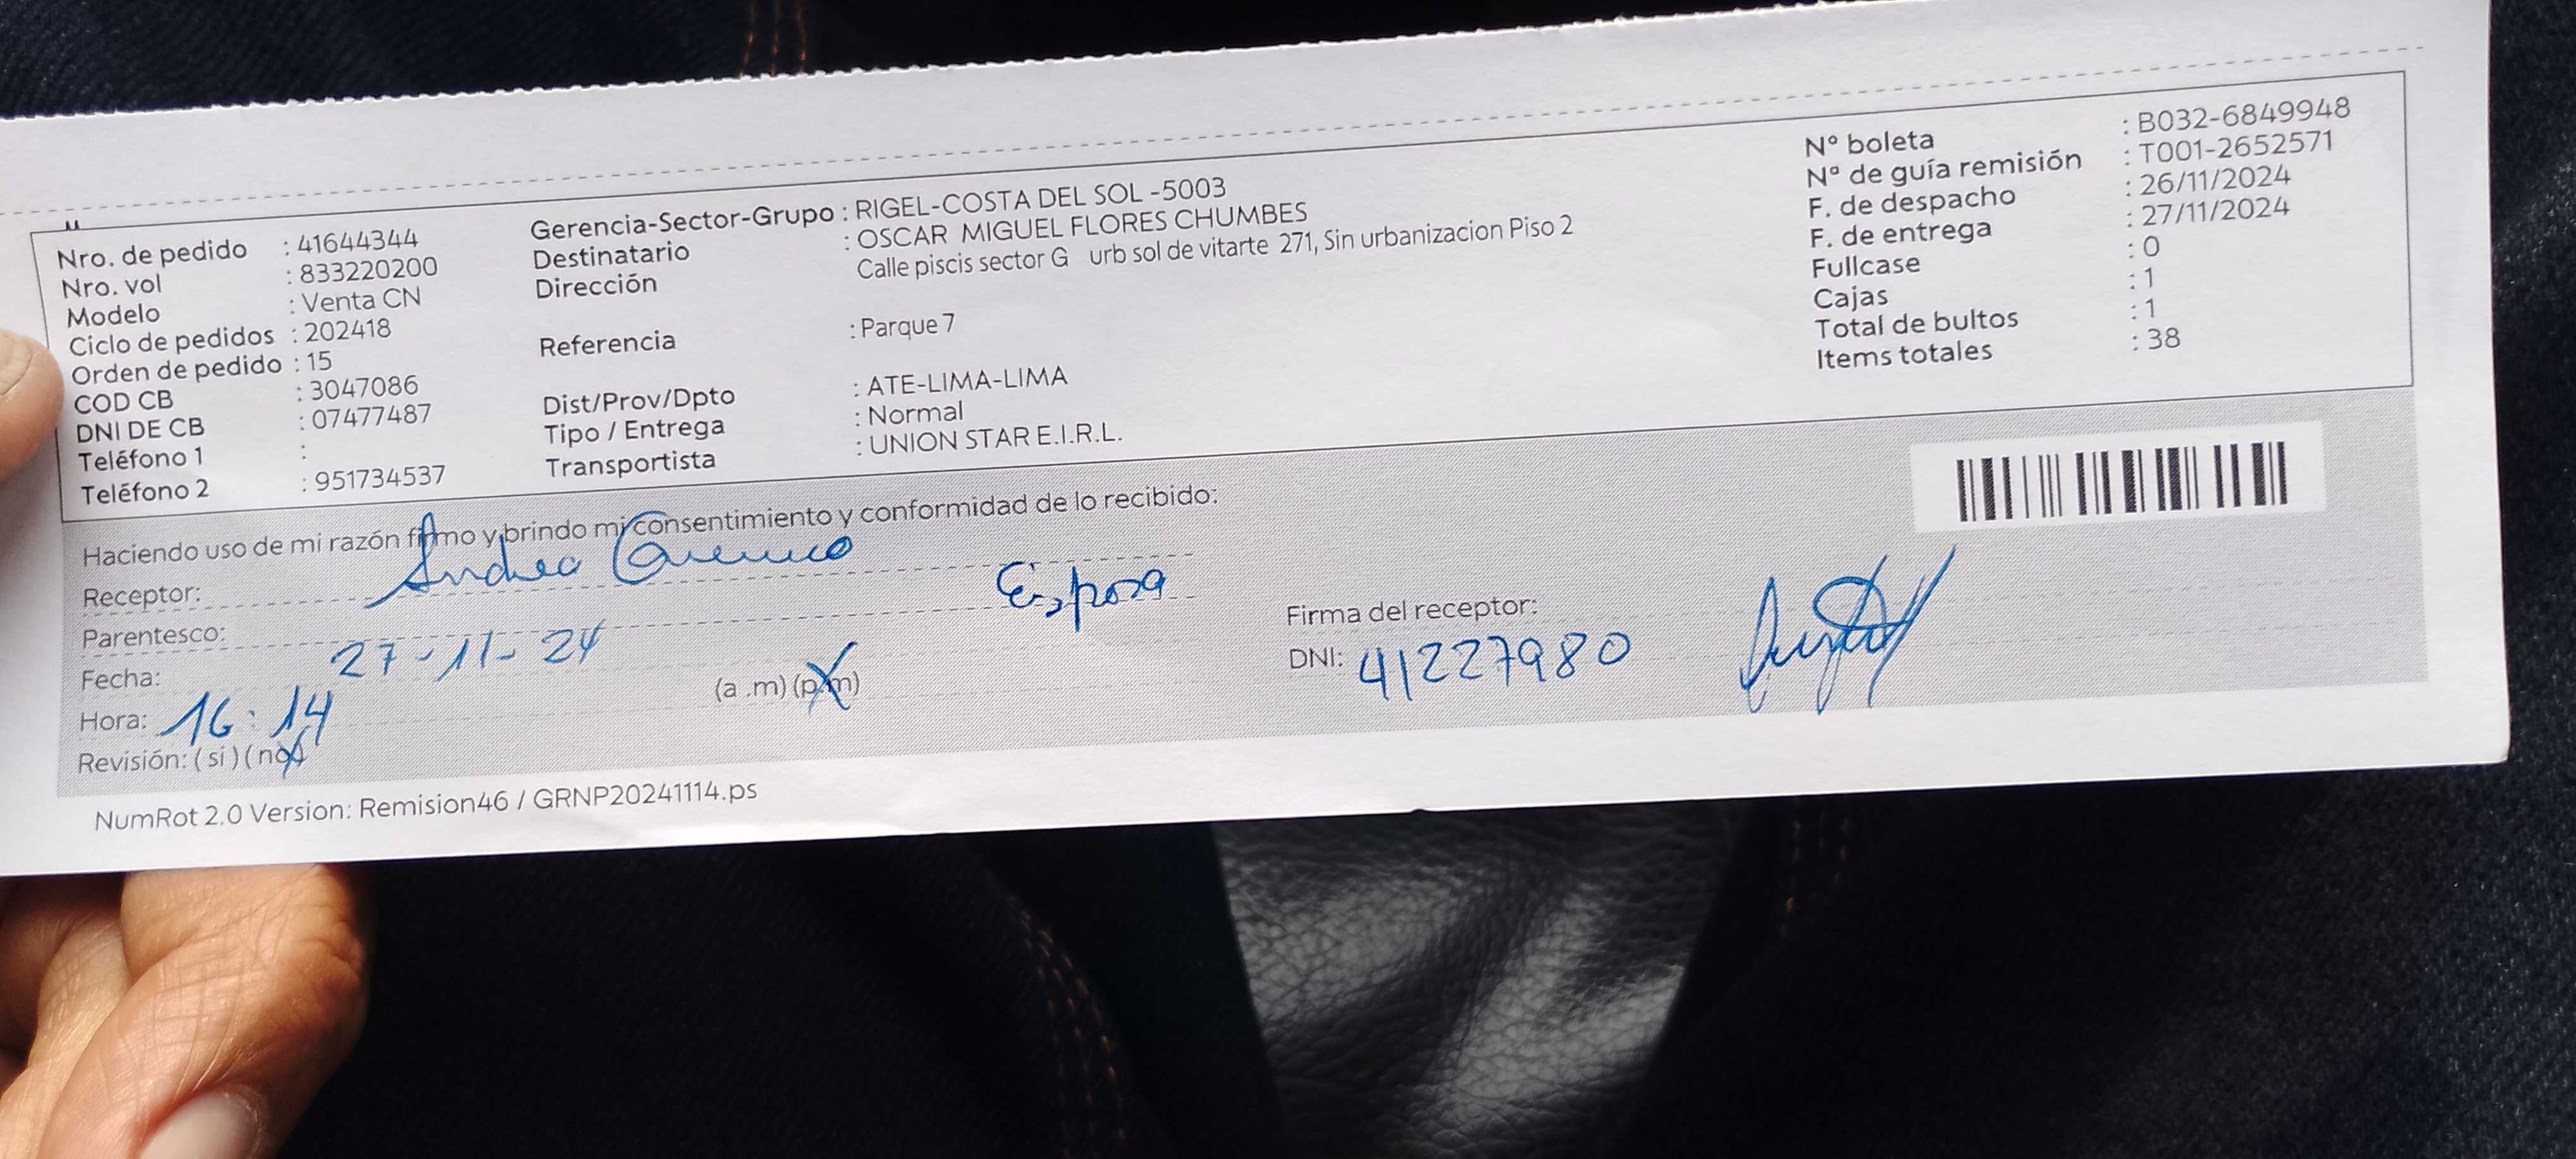 Nro. de pedido : 41644344
Nro. vol : 833220200
Modelo : Venta CN
Ciclo de pedidos : 202418
Orden de pedido : 15
COD CB : 3047086
DNI DE CB : 07477487
Teléfono 1 :
Teléfono 2 : 951734537
Gerencia-Sector-Grupo : RIGEL-COSTA DEL SOL -5003
Destinatario : OSCAR MIGUEL FLORES CHUMBES
Dirección Calle piscis sector G urb sol de vitarte 271, Sin urbanizacion Piso 2
Referencia : Parque 7
Dist/Prov/Dpto : ATE-LIMA-LIMA
Tipo / Entrega : Normal
Transportista : UNION STAR E.I.R.L.
N° boleta : B032-6849948
N° de guía remisión : T001-2652571
F. de despacho : 26/11/2024
F. de entrega : 27/11/2024
Fullcase : 0
Cajas : 1
Total de bultos : 1
Items totales : 38
Haciendo uso de mi razón firmo y brindo mi consentimiento y conformidad de lo recibido:
Receptor: Andrea
Parentesco: Esposa
Fecha: 27-11-24
Hora: 16:14 (a .m) (p.m)
Revisión: ( si ) ( no )
Firma del receptor:
DNI: 41227980
NumRot 2.0 Version: Remision46 / GRNP20241114.ps